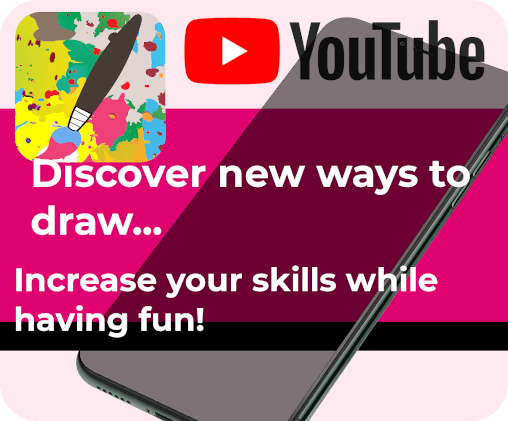 YouTube
Discover new ways to
draw...
Increase your skills while
having fun!